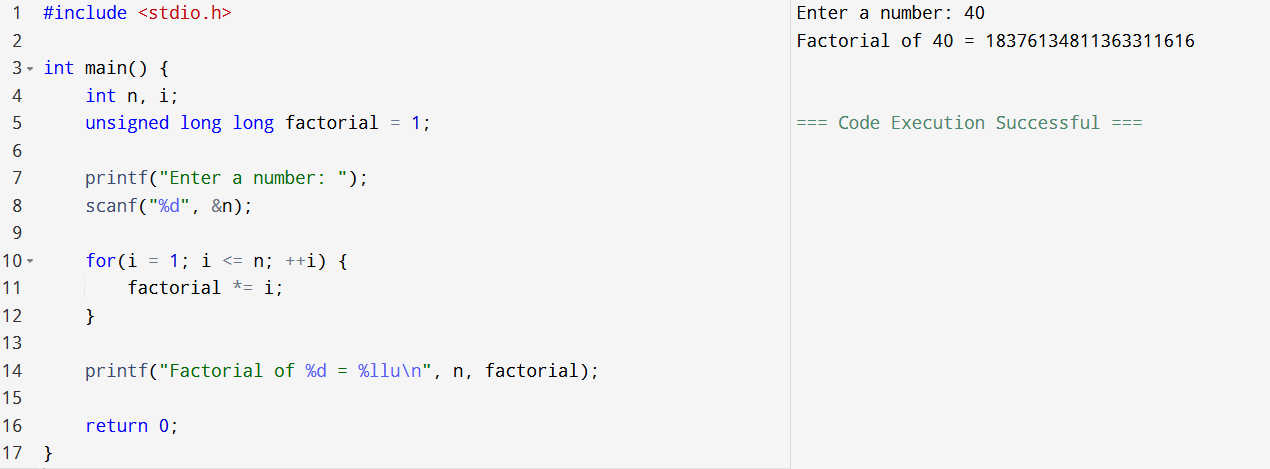 1 #include <stdio.h>
2
3 int main() {
4     int n, i;
5     unsigned long long factorial = 1;
6
7     printf("Enter a number: ");
8     scanf("%d", &n);
9
10     for(i = 1; i <= n; ++i) {
11         factorial *= i;
12     }
13
14     printf("Factorial of %d = %llu\n", n, factorial);
15
16     return 0;
17 }
Enter a number: 40
Factorial of 40 = 18376134811363311616
=== Code Execution Successful ===